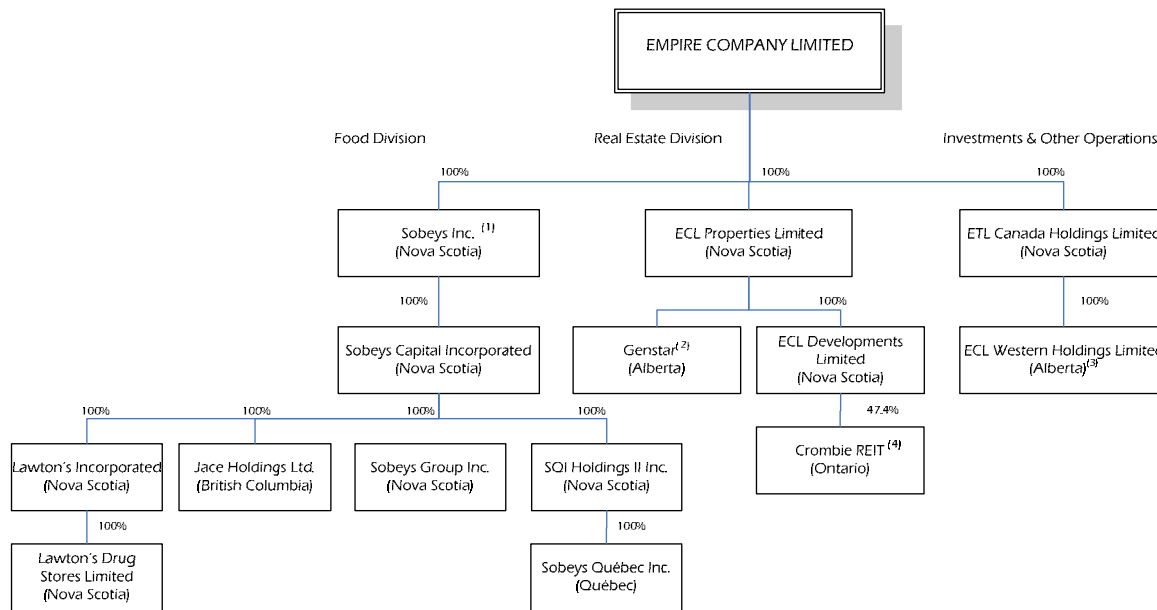 EMPIRE COMPANY LIMITED
Food Division
Real Estate Division
Investments & Other Operations
100%
100%
100%
Sobeys Inc. (1)
(Nova Scotia)
ECL Properties Limited
(Nova Scotia)
ETL Canada Holdings Limited
(Nova Scotia)
100%
100%
100%
Sobeys Capital Incorporated
(Nova Scotia)
Genstar(2)
(Alberta)
ECL Developments
Limited
(Nova Scotia)
ECL Western Holdings Limited
(Alberta)(3)
100%
100%
100%
100%
47.4%
Lawton's Incorporated
(Nova Scotia)
Jace Holdings Ltd.
(British Columbia)
Sobeys Group Inc.
(Nova Scotia)
SQI Holdings II Inc.
(Nova Scotia)
Crombie REIT (4)
(Ontario)
100%
100%
Lawton's Drug
Stores Limited
(Nova Scotia)
Sobeys Québec Inc.
(Québec)